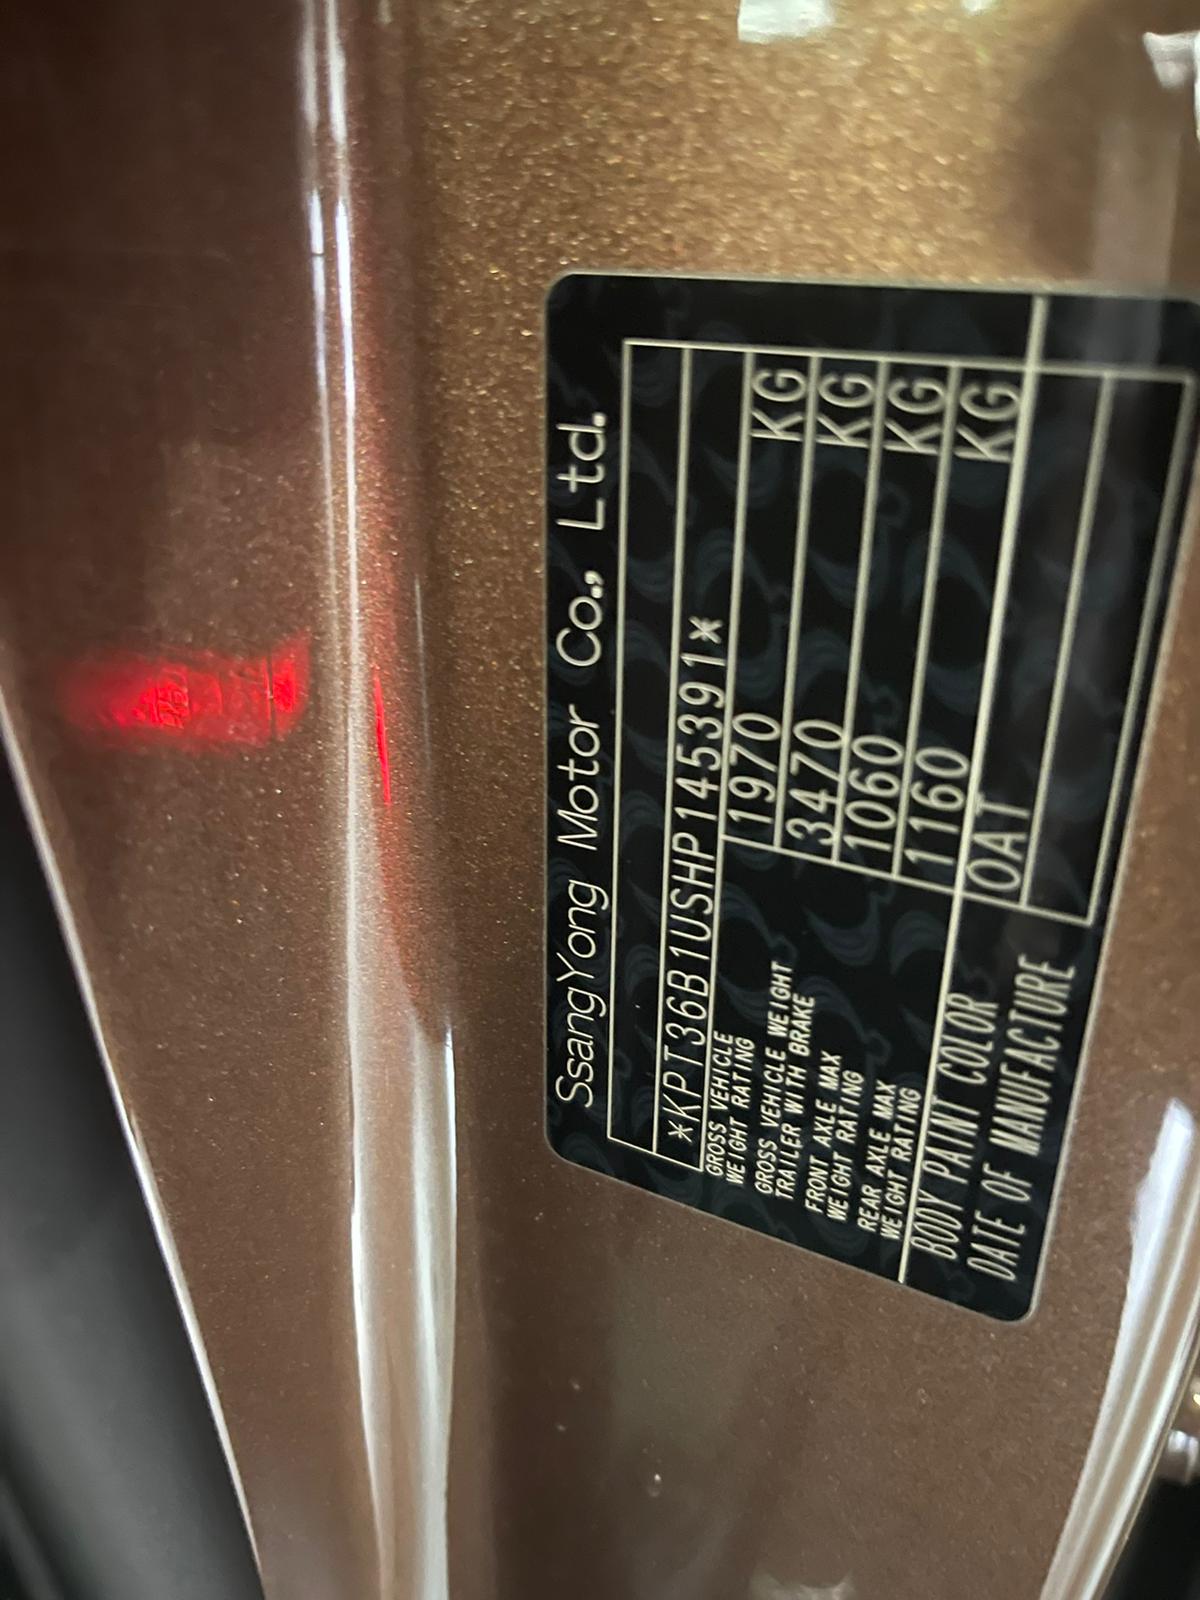 SsangYong Motor Co., Ltd.
*KPT36B1USHP145391*
GROSS VEHICLE WEIGHT RATING 1970 KG
GROSS VEHICLE WEIGHT TRAILER WITH BRAKE 3470 KG
FRONT AXLE MAX WEIGHT RATING 1060 KG
REAR AXLE MAX WEIGHT RATING 1160 KG
BODY PAINT COLOR OAT
DATE OF MANUFACTURE